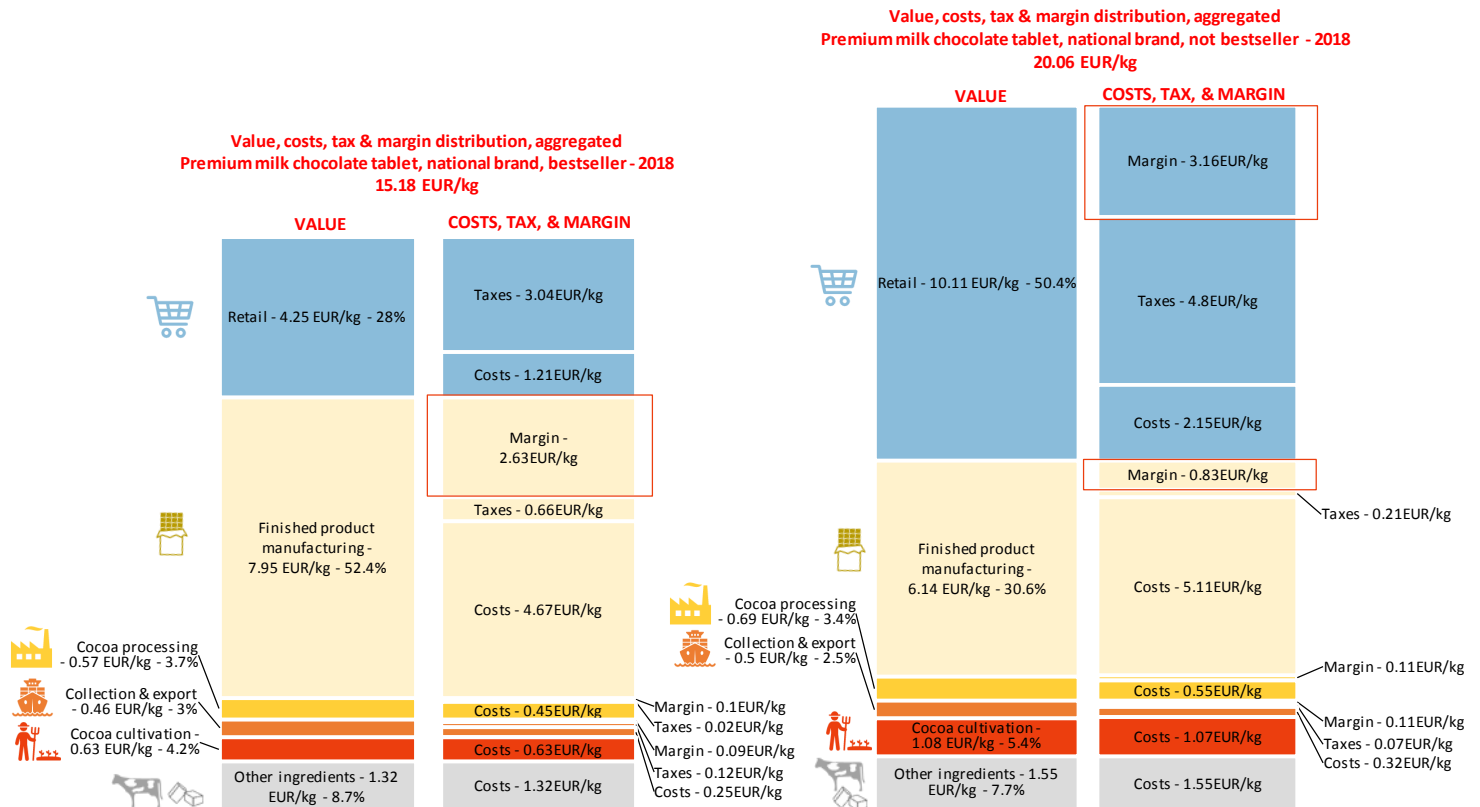 Value, costs, tax & margin distribution, aggregated
Premium milk chocolate tablet, national brand, bestseller - 2018
15.18 EUR/kg
VALUE
COSTS, TAX, & MARGIN
Retail - 4.25 EUR/kg - 28%
Taxes - 3.04EUR/kg
Costs - 1.21EUR/kg
Margin -
2.63EUR/kg
Finished product
manufacturing -
7.95 EUR/kg - 52.4%
Taxes - 0.66EUR/kg
Costs - 4.67EUR/kg
Cocoa processing
- 0.57 EUR/kg - 3.7%
Collection & export
- 0.46 EUR/kg - 3%
Cocoa cultivation -
0.63 EUR/kg - 4.2%
Other ingredients - 1.32
EUR/kg - 8.7%
Costs - 0.45EUR/kg
Costs - 0.63EUR/kg
Costs - 1.32EUR/kg
Margin - 0.1EUR/kg
Taxes - 0.02EUR/kg
Margin - 0.09EUR/kg
Taxes - 0.12EUR/kg
Costs - 0.25EUR/kg
Value, costs, tax & margin distribution, aggregated
Premium milk chocolate tablet, national brand, not bestseller - 2018
20.06 EUR/kg
VALUE
COSTS, TAX, & MARGIN
Retail - 10.11 EUR/kg - 50.4%
Margin - 3.16EUR/kg
Taxes - 4.8EUR/kg
Costs - 2.15EUR/kg
Margin - 0.83EUR/kg
Taxes - 0.21EUR/kg
Finished product
manufacturing -
6.14 EUR/kg - 30.6%
Costs - 5.11EUR/kg
Cocoa processing
- 0.69 EUR/kg - 3.4%
Collection & export
- 0.5 EUR/kg - 2.5%
Cocoa cultivation -
1.08 EUR/kg - 5.4%
Other ingredients - 1.55
EUR/kg - 7.7%
Costs - 0.55EUR/kg
Costs - 1.07EUR/kg
Costs - 1.55EUR/kg
Margin - 0.11EUR/kg
Margin - 0.11EUR/kg
Taxes - 0.07EUR/kg
Costs - 0.32EUR/kg